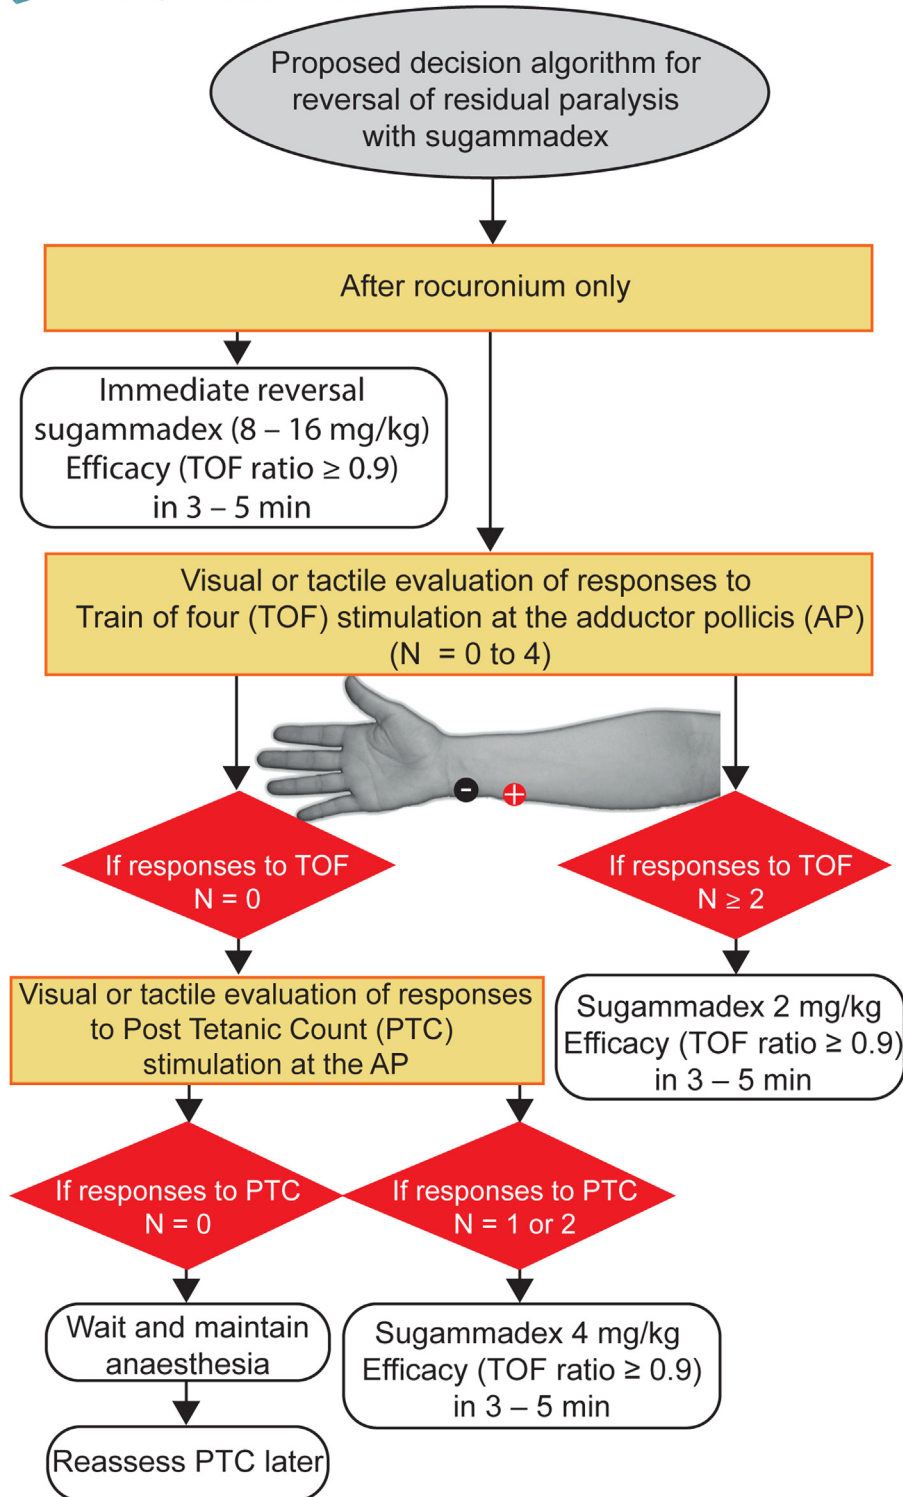 Proposed decision algorithm for
reversal of residual paralysis
with sugammadex
After rocuronium only
Immediate reversal
sugammadex (8 – 16 mg/kg)
Efficacy (TOF ratio ≥ 0.9)
in 3 – 5 min
Visual or tactile evaluation of responses to
Train of four (TOF) stimulation at the adductor pollicis (AP)
(N = 0 to 4)
-
+
If responses to TOF
N = 0
If responses to TOF
N ≥ 2
Visual or tactile evaluation of responses
to Post Tetanic Count (PTC)
stimulation at the AP
Sugammadex 2 mg/kg
Efficacy (TOF ratio ≥ 0.9)
in 3 – 5 min
If responses to PTC
N = 0
If responses to PTC
N = 1 or 2
Wait and maintain
anaesthesia
Sugammadex 4 mg/kg
Efficacy (TOF ratio ≥ 0.9)
in 3 – 5 min
Reassess PTC later